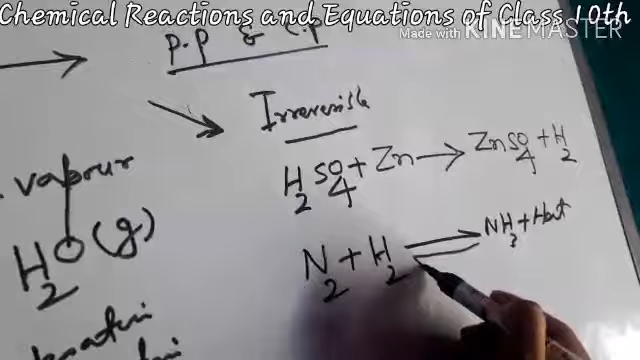 Chemical Reactions and Equations of Class 10th
Made with KINEMASTER
P.P & C.P
Irreversible
H2SO4 + Zn → ZnSO4 + H2
vapour
H2O (g)
N2 + H2 ⇌ NH3 + Heat